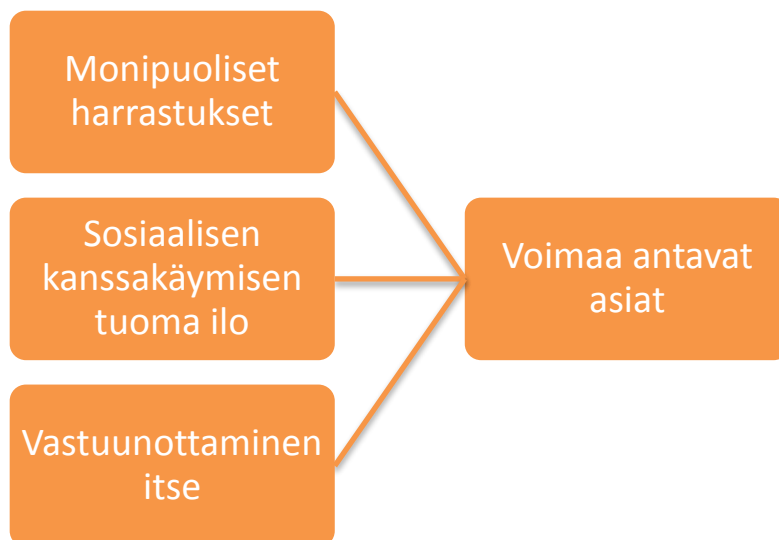 Monipuoliset
harrastukset
Sosiaalisen
kanssakäymisen
tuoma ilo
Vastuunottaminen
itse
Voimaa antavat
asiat